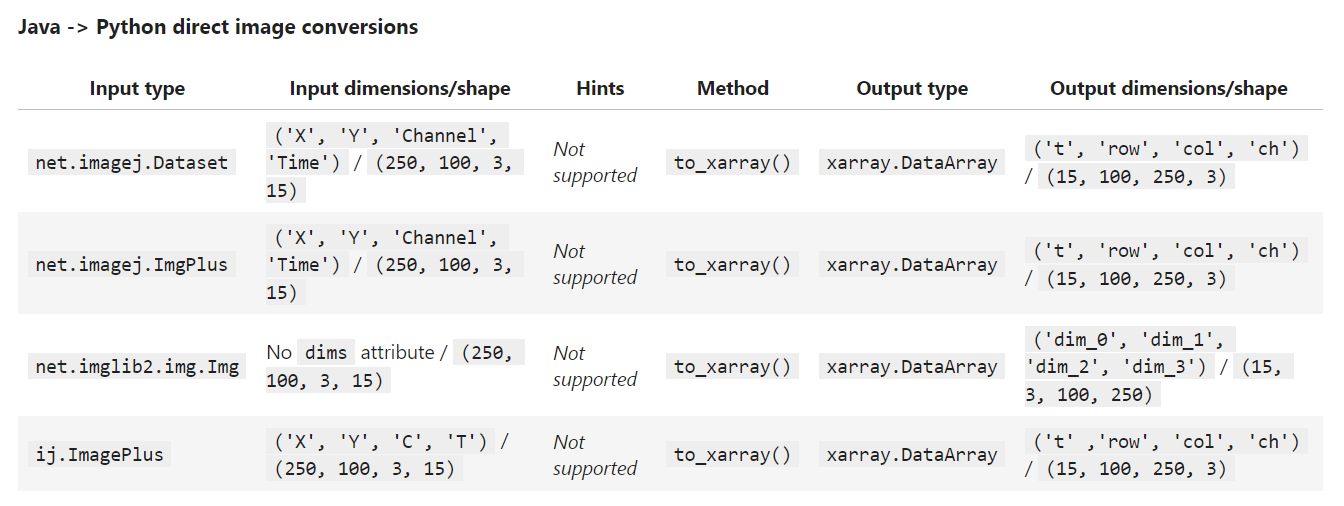 Java -> Python direct image conversions
Input type Input dimensions/shape Hints Method Output type Output dimensions/shape
net.imagej.Dataset ('X', 'Y', 'Channel', 'Time') / (250, 100, 3, 15) Not supported to_xarray() xarray.DataArray ('t', 'row', 'col', 'ch') / (15, 100, 250, 3)
net.imagej.ImgPlus ('X', 'Y', 'Channel', 'Time') / (250, 100, 3, 15) Not supported to_xarray() xarray.DataArray ('t', 'row', 'col', 'ch') / (15, 100, 250, 3)
net.imglib2.img.Img No dims attribute / (250, 100, 3, 15) Not supported to_xarray() xarray.DataArray ('dim_0', 'dim_1', 'dim_2', 'dim_3') / (15, 3, 100, 250)
ij.ImagePlus ('X', 'Y', 'C', 'T') / (250, 100, 3, 15) Not supported to_xarray() xarray.DataArray ('t' ,'row', 'col', 'ch') / (15, 100, 250, 3)